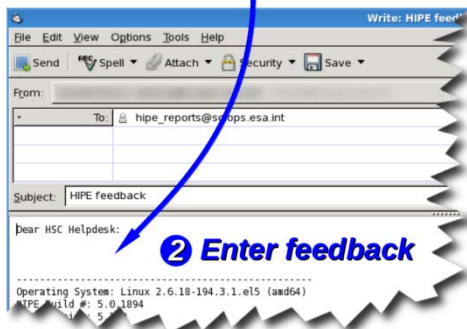 Write: HIPE feed
File Edit View Options Tools Help
Send Spell Attach Security Save
From:
To: hipe_reports@sciops.esa.int
Subject: HIPE feedback
Dear HSC Helpdesk:
2 Enter feedback
----------------------------------------
Operating System: Linux 2.6.18-194.3.1.el5 (amd64)
HIPE Build #: 5.0.1894